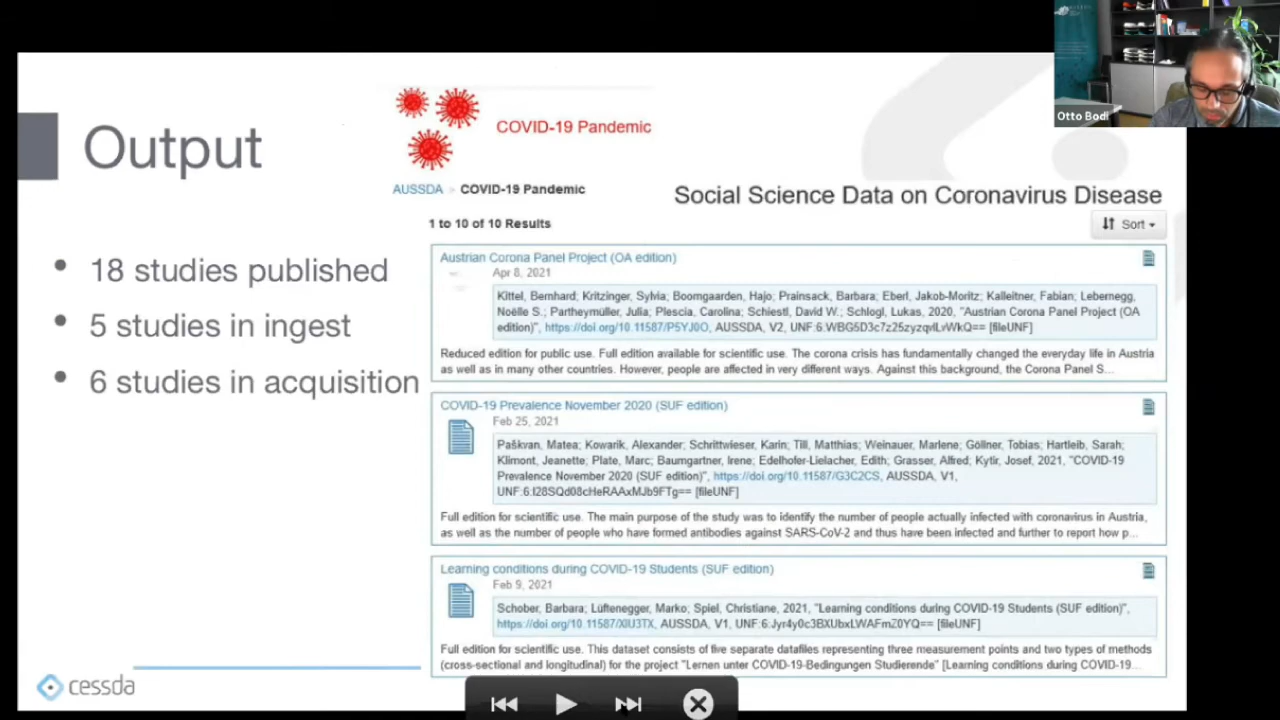 Otto Bodi
Output
COVID-19 Pandemic
AUSSDA > COVID-19 Pandemic
Social Science Data on Coronavirus Disease
1 to 10 of 10 Results
Sort
• 18 studies published
• 5 studies in ingest
• 6 studies in acquisition
Austrian Corona Panel Project (OA edition)
Apr 8, 2021
Kittel, Bernhard; Kritzinger, Sylvia; Boomgaarden, Hajo; Prainsack, Barbara; Eberl, Jakob-Moritz; Kalleitner, Fabian; Lebernegg,
Noëlle S.; Partheymüller, Julia; Plescia, Carolina; Schiestl, David W.; Schlogl, Lukas, 2020, "Austrian Corona Panel Project (OA
edition)", https://doi.org/10.11587/P5YJ0O, AUSSDA, V2, [fileUNF]
Reduced edition for public use. Full edition available for scientific use. The corona crisis has fundamentally changed the everyday life in Austria
as well as in many other countries. However, people are affected in very different ways. Against this background, the Corona Panel S...
COVID-19 Prevalence November 2020 (SUF edition)
Feb 25, 2021
Paškvan, Matea; Kowarik, Alexander; Schrittwieser, Karin; Till, Matthias; Weinauer, Marlene; Göllner, Tobias; Hartleib, Sarah;
Klimont, Jeanette, Plate, Marc; Baumgartner, Irene; Edelhofer-Lielacher, Edith; Grasser, Alfred; Kytir, Josef, 2021, "COVID-19
Prevalence November 2020 (SUF edition)", https://doi.org/10.11587/G3C2CS, AUSSDA, V1,
[fileUNF]
Full edition for scientific use. The main purpose of the study was to identify the number of people actually infected with coronavirus in Austria,
as well as the number of people who have formed antibodies against SARS-CoV-2 and thus have been infected and further to report how p...
Learning conditions during COVID-19 Students (SUF edition)
Feb 9, 2021
Schober, Barbara; Lüftenegger, Marko; Spiel, Christiane, 2021, "Learning conditions during COVID-19 Students (SUF edition)",
AUSSDA, V1, [fileUNF]
Full edition for scientific use. This dataset consists of five separate datafiles representing three measurement points and two types of methods
(cross-sectional and longitudinal) for the project "Lernen unter COVID-19-Bedingungen Studierende" [Learning conditions during COVID-19...
cessda